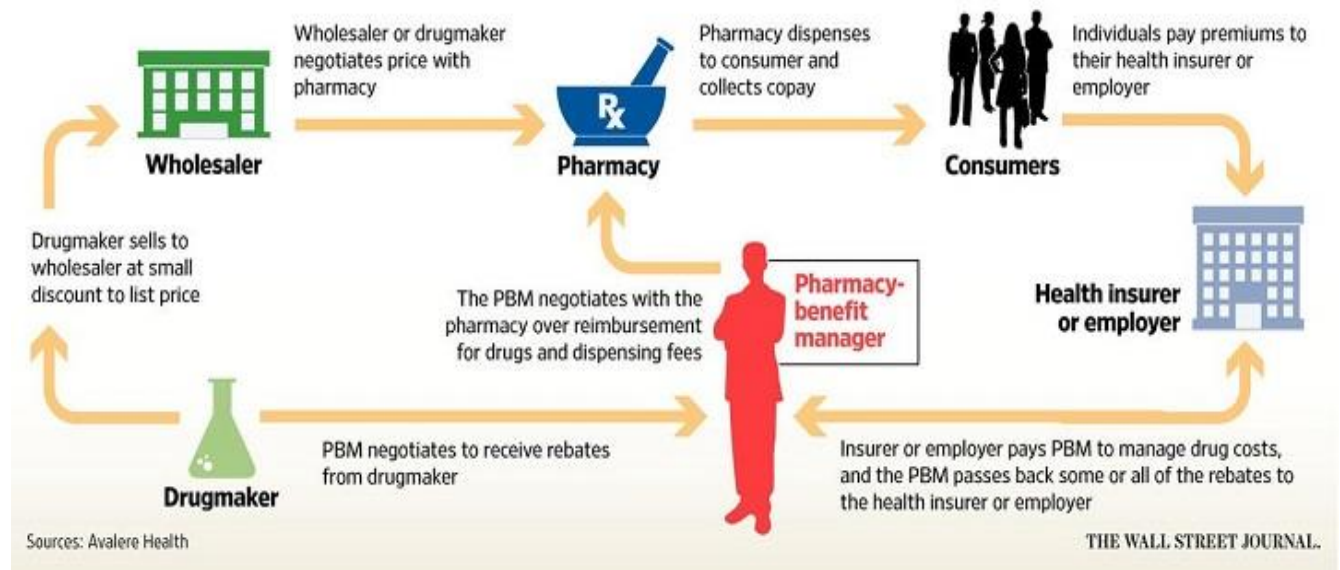 Wholesaler or drugmaker
negotiates price with
pharmacy
Pharmacy dispenses
to consumer and
collects copay
Individuals pay premiums to
their health insurer or
employer
Rx
Wholesaler
Pharmacy
Consumers
Drugmaker sells to
wholesaler at small
discount to list price
The PBM negotiates with the
pharmacy over reimbursement
for drugs and dispensing fees
Pharmacy-
benefit
manager
Health insurer
or employer
PBM negotiates to receive rebates
from drugmaker
Drugmaker
Insurer or employer pays PBM to manage drug costs,
and the PBM passes back some or all of the rebates to
the health insurer or employer
Sources: Avalere Health
THE WALL STREET JOURNAL.